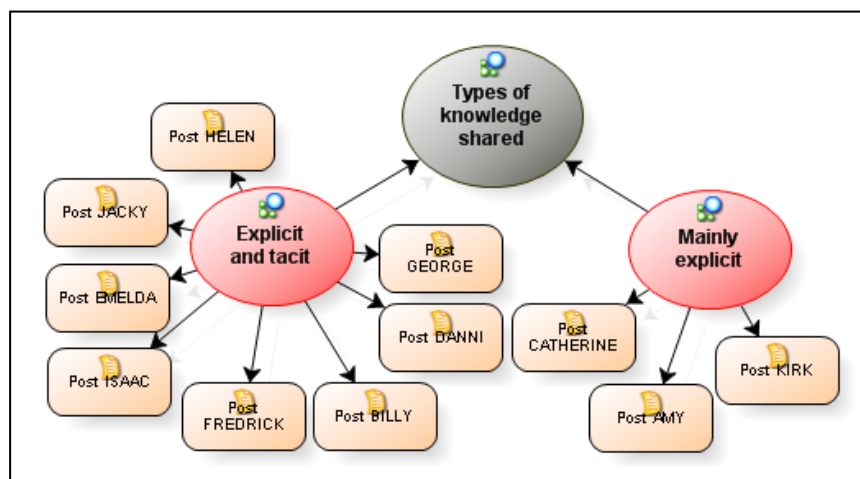 Types of
knowledge
shared
Post HELEN
Post JACKY
Explicit
and tacit
Mainly
explicit
Post
GEORGE
Post EMELDA
Post DANNI
Post
CATHERINE
Post ISAAC
Post KIRK
Post
FREDRICK
Post BILLY
Post AMY